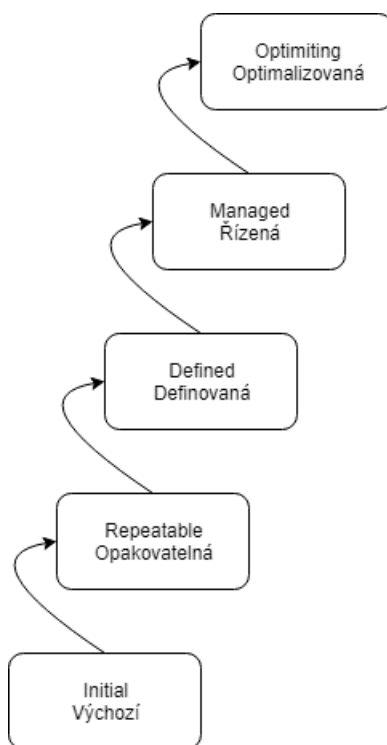 Optimiting
Optimalizovaná
Managed
Řízená
Defined
Definovaná
Repeatable
Opakovatelná
Initial
Výchozí